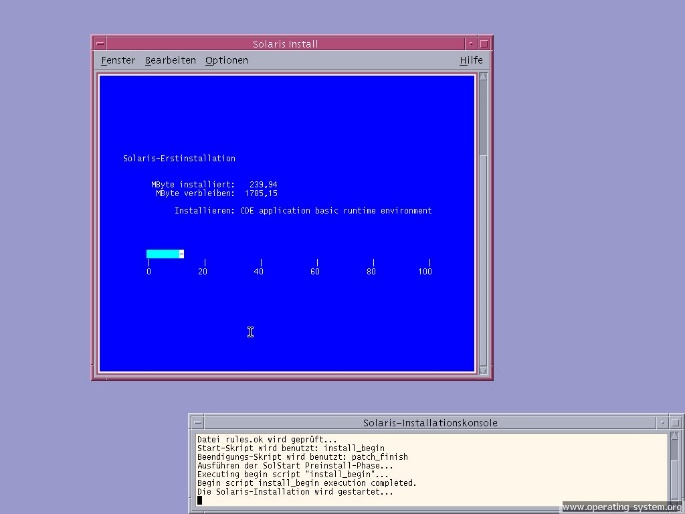 Solaris Install
Fenster Bearbeiten Optionen Hilfe
Solaris-Erstinstallation
MByte installiert: 239,94
MByte verbleiben: 1785,15
Installieren: CDE application basic runtime environment
0 20 40 60 80 100
Solaris-Installationskonsole
Datei rules.ok wird geprüft...
Start-Skript wird benutzt: install_begin
Beendigungs-Skript wird benutzt: patch_finish
Ausführen der SolStart Preinstall-Phase...
Executing begin script "install_begin"...
Begin script install_begin execution completed.
Die Solaris-Installation wird gestartet...
www.operating-system.org